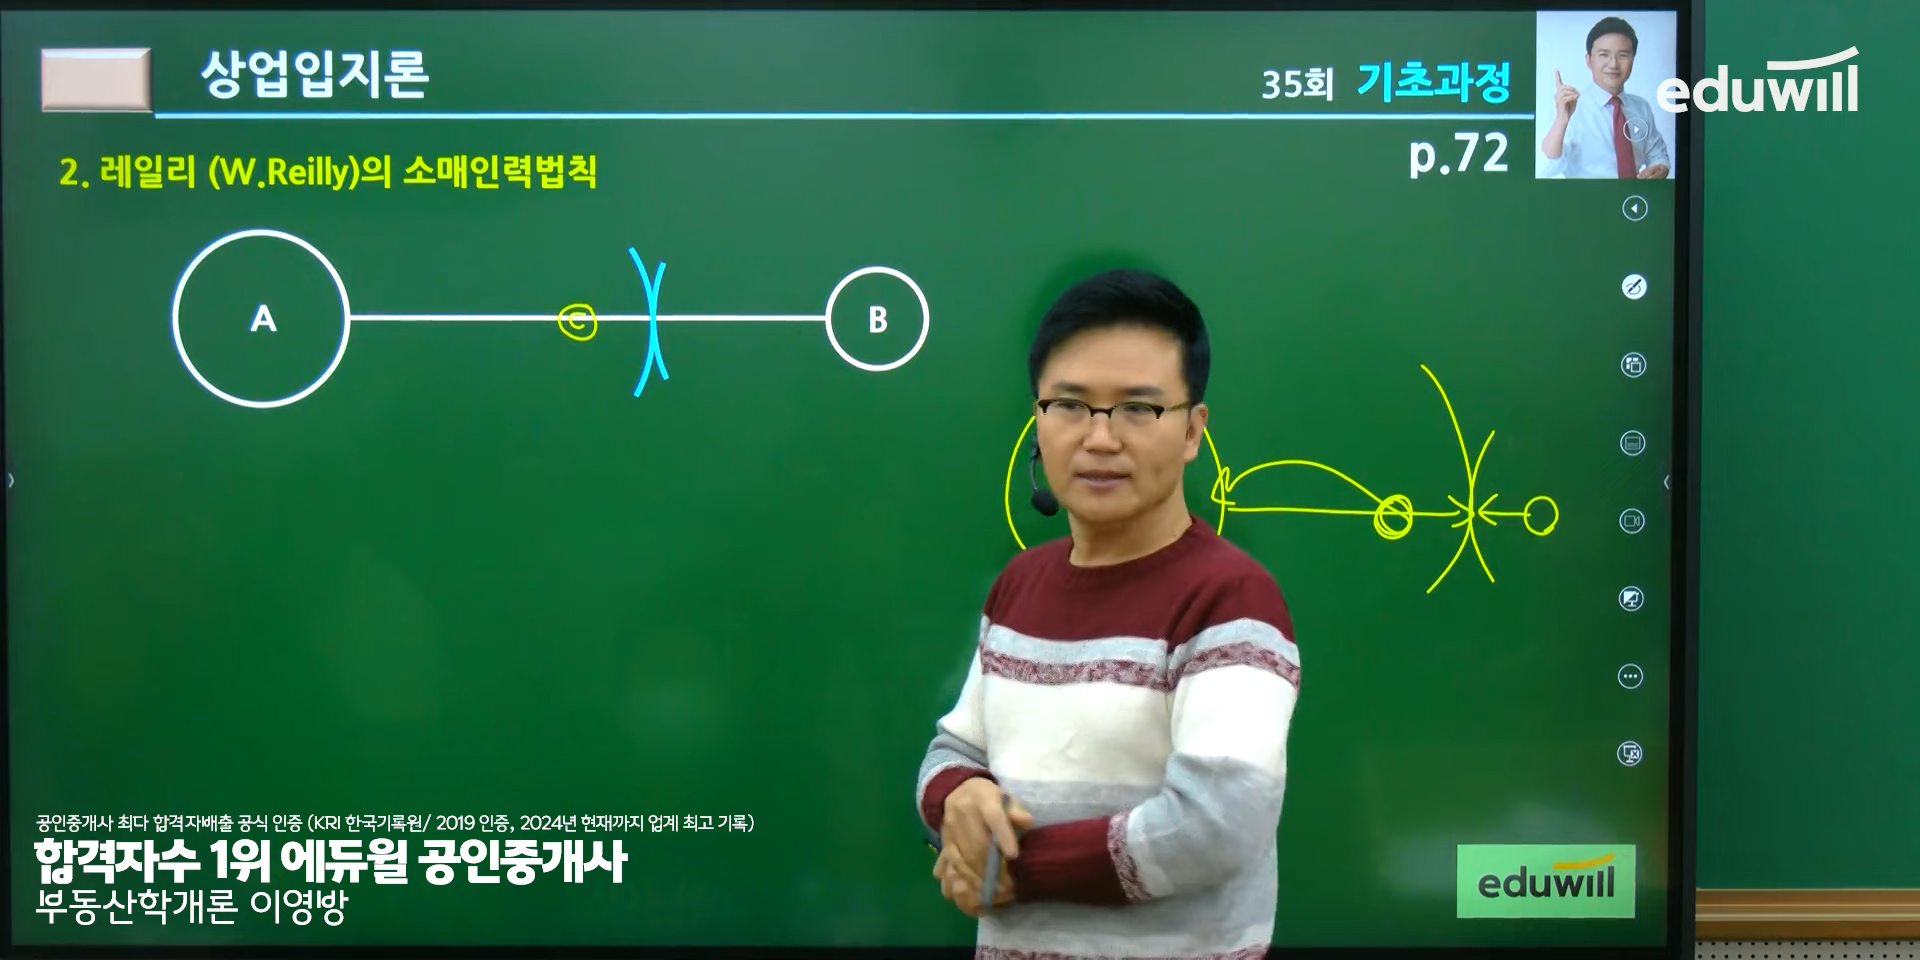 상업입지론
35회 기초과정
eduwill
p.72
2. 레일리 (W.Reilly)의 소매인력법칙
A
C
B
공인중개사 최다 합격자배출 공식 인증 (KRI 한국기록원/ 2019 인증, 2024년 현재까지 업계 최고 기록)
합격자수 1위 에듀윌 공인중개사
부동산학개론 이영방
eduwill